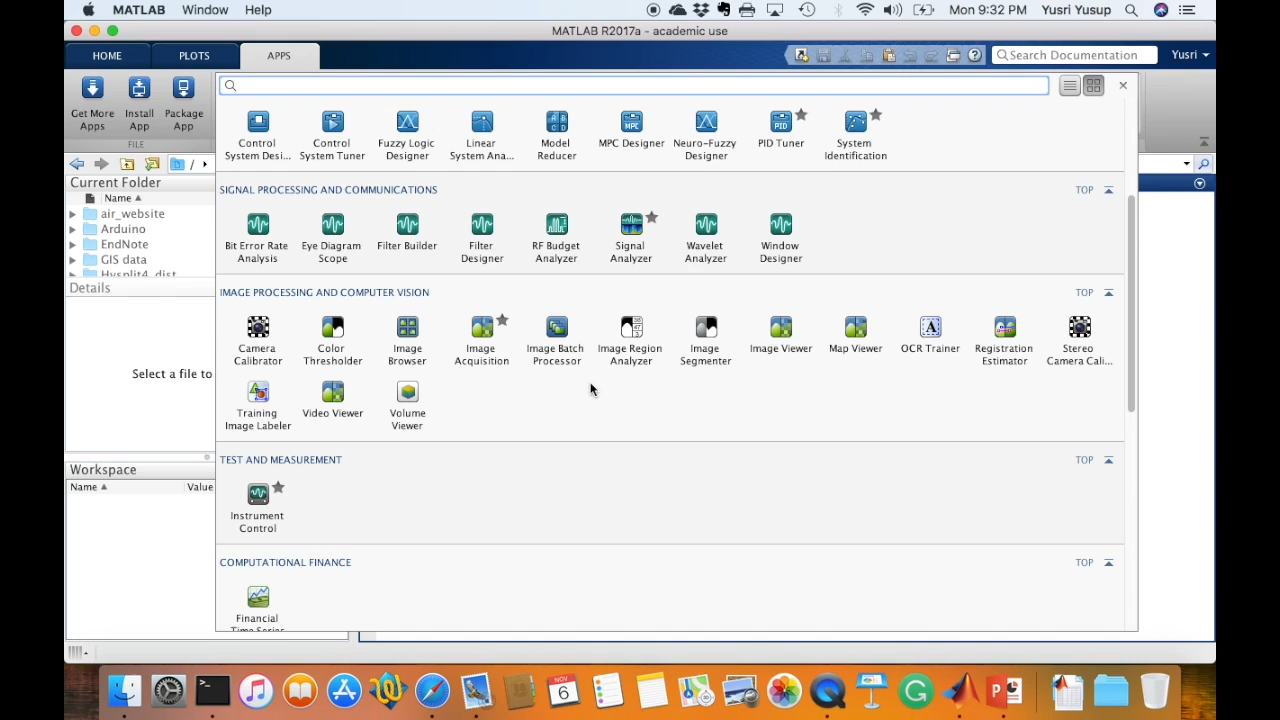 MATLAB Window Help Mon 9:32 PM Yusri Yusup
MATLAB R2017a - academic use
HOME PLOTS APPS Search Documentation Yusri
Get More Apps Install App Package App
FILE
/
Current Folder
Name
air_website
Arduino
EndNote
GIS data
Hysplit4_dist
Details
Select a file to
Workspace
Name Value
Control System Desi... Control System Tuner Fuzzy Logic Designer Linear System Ana... Model Reducer MPC Designer Neuro-Fuzzy Designer PID Tuner System Identification
SIGNAL PROCESSING AND COMMUNICATIONS TOP
Bit Error Rate Analysis Eye Diagram Scope Filter Builder Filter Designer RF Budget Analyzer Signal Analyzer Wavelet Analyzer Window Designer
IMAGE PROCESSING AND COMPUTER VISION TOP
Camera Calibrator Color Thresholder Image Browser Image Acquisition Image Batch Processor Image Region Analyzer Image Segmenter Image Viewer Map Viewer OCR Trainer Registration Estimator Stereo Camera Cali...
Training Image Labeler Video Viewer Volume Viewer
TEST AND MEASUREMENT TOP
Instrument Control
COMPUTATIONAL FINANCE TOP
Financial Time Series
NOV
6